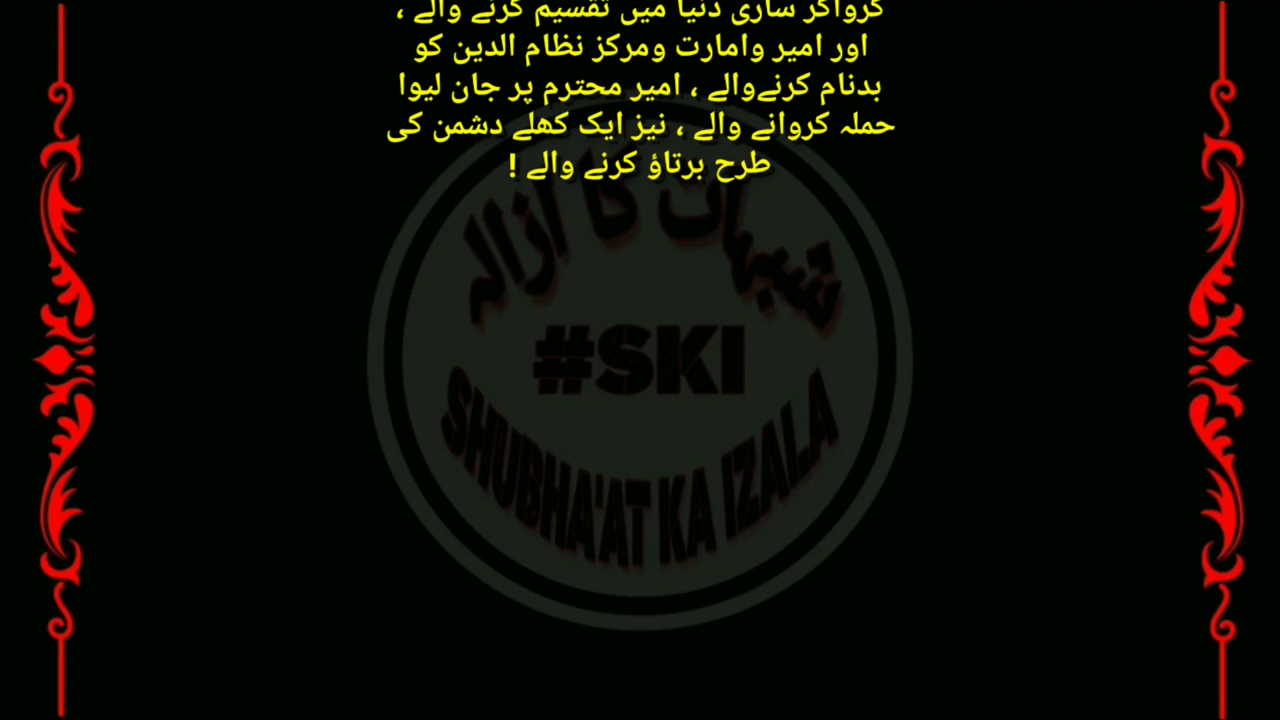 کرواکر ساری دنیا میں تقسیم کرنے والے ،
اور امیر وامارت ومرکز نظام الدین کو
بدنام کرنےوالے ، امیر محترم پر جان لیوا
حملہ کروانے والے ، نیز ایک کھلے دشمن کی
طرح برتاؤ کرنے والے !
شبہات کا ازالہ
#SKI
SHUBHA'AT KA IZALA